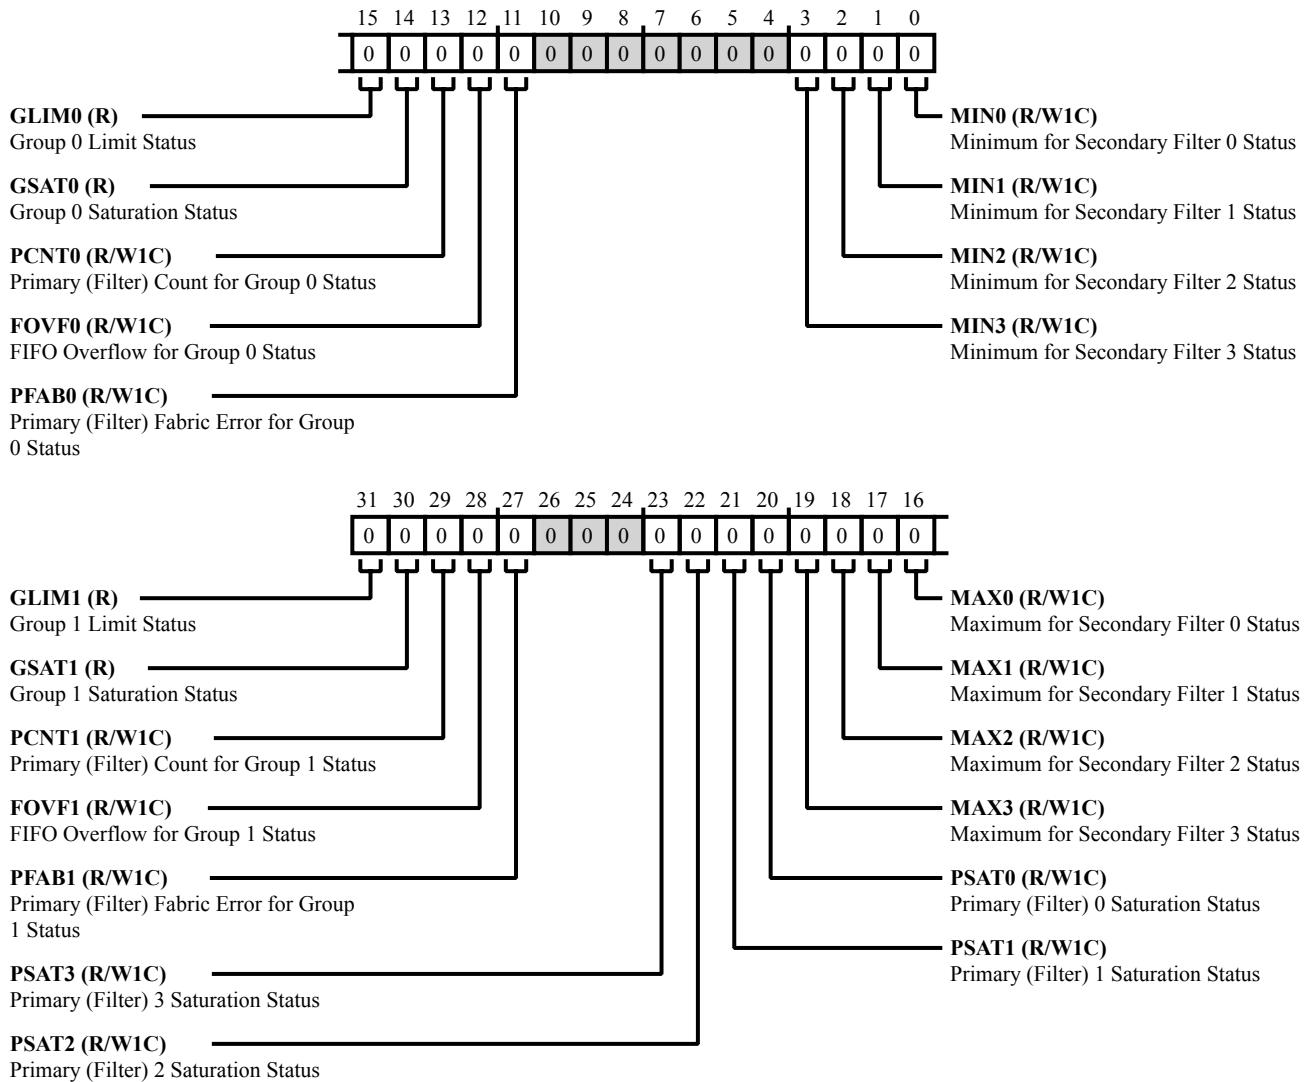 15 14 13 12 11 10 9 8 7 6 5 4 3 2 1 0
0 0 0 0 0 0 0 0 0 0 0 0 0 0 0 0
GLIM0 (R)
Group 0 Limit Status
GSAT0 (R)
Group 0 Saturation Status
PCNT0 (R/W1C)
Primary (Filter) Count for Group 0 Status
FOVF0 (R/W1C)
FIFO Overflow for Group 0 Status
PFAB0 (R/W1C)
Primary (Filter) Fabric Error for Group
0 Status
MIN0 (R/W1C)
Minimum for Secondary Filter 0 Status
MIN1 (R/W1C)
Minimum for Secondary Filter 1 Status
MIN2 (R/W1C)
Minimum for Secondary Filter 2 Status
MIN3 (R/W1C)
Minimum for Secondary Filter 3 Status
31 30 29 28 27 26 25 24 23 22 21 20 19 18 17 16
0 0 0 0 0 0 0 0 0 0 0 0 0 0 0 0
GLIM1 (R)
Group 1 Limit Status
GSAT1 (R)
Group 1 Saturation Status
PCNT1 (R/W1C)
Primary (Filter) Count for Group 1 Status
FOVF1 (R/W1C)
FIFO Overflow for Group 1 Status
PFAB1 (R/W1C)
Primary (Filter) Fabric Error for Group
1 Status
PSAT3 (R/W1C)
Primary (Filter) 3 Saturation Status
PSAT2 (R/W1C)
Primary (Filter) 2 Saturation Status
MAX0 (R/W1C)
Maximum for Secondary Filter 0 Status
MAX1 (R/W1C)
Maximum for Secondary Filter 1 Status
MAX2 (R/W1C)
Maximum for Secondary Filter 2 Status
MAX3 (R/W1C)
Maximum for Secondary Filter 3 Status
PSAT0 (R/W1C)
Primary (Filter) 0 Saturation Status
PSAT1 (R/W1C)
Primary (Filter) 1 Saturation Status